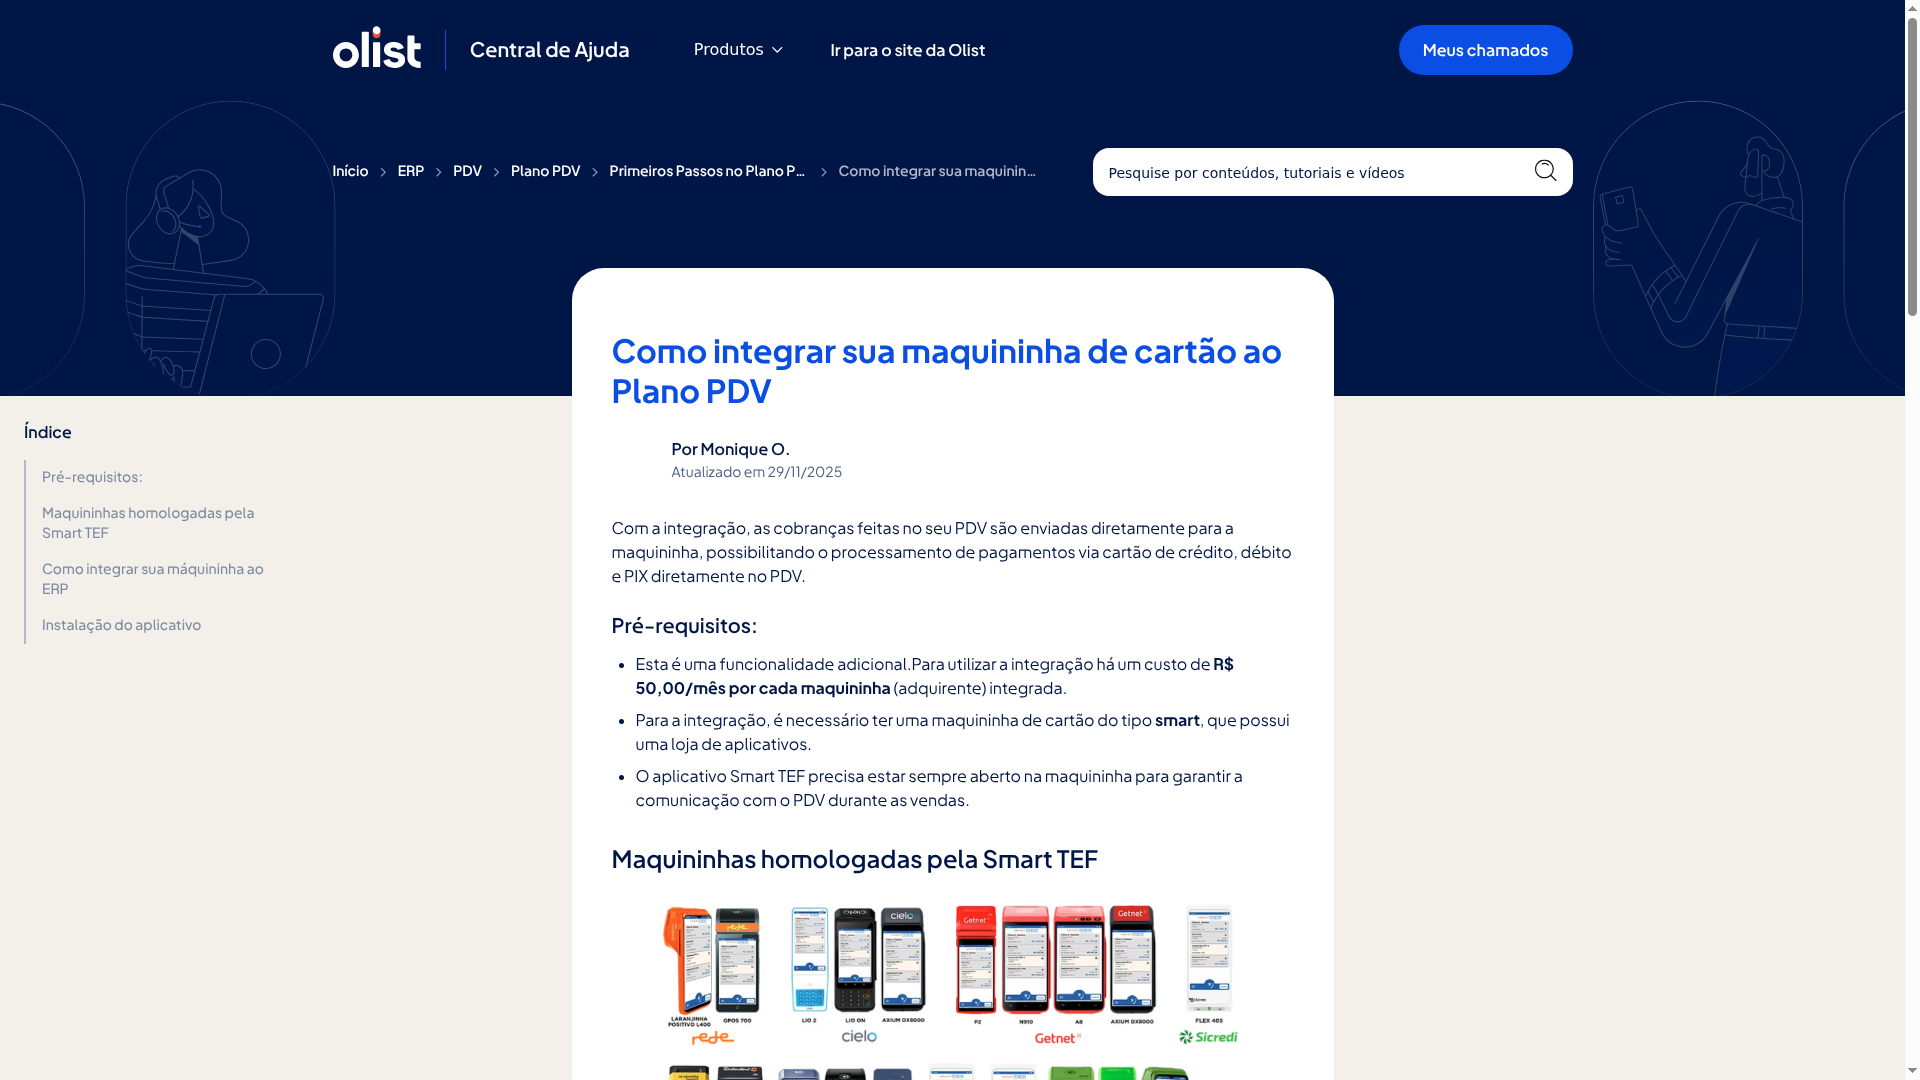 olist
Central de Ajuda
Produtos
Ir para o site da Olist
Meus chamados
Início
ERP
PDV
Plano PDV
Primeiros Passos no Plano P...
Como integrar sua maquinin...
Pesquise por conteúdos, tutoriais e vídeos
Como integrar sua maquininha de cartão ao
Plano PDV
Por Monique O.
Atualizado em 29/11/2025
Índice
Pré-requisitos:
Maquininhas homologadas pela
Smart TEF
Como integrar sua máquininha ao
ERP
Instalação do aplicativo
Com a integração, as cobranças feitas no seu PDV são enviadas diretamente para a
maquininha, possibilitando o processamento de pagamentos via cartão de crédito, débito
e PIX diretamente no PDV.
Pré-requisitos:
Esta é uma funcionalidade adicional.Para utilizar a integração há um custo de R$
50,00/mês por cada maquininha (adquirente) integrada.
Para a integração, é necessário ter uma maquininha de cartão do tipo smart, que possui
uma loja de aplicativos.
O aplicativo Smart TEF precisa estar sempre aberto na maquininha para garantir a
comunicação com o PDV durante as vendas.
Maquininhas homologadas pela Smart TEF
rede
cielo
cielo
Getnet
Getnet
Getnet
Getnet
LARANJINHA
POSITIVO L400
GPOS 700
LIO 2
LIO ON
AXIUM DX8000
P2
N910
A8
AXIUM DX8000
FLEX 405
rede
cielo
Getnet
Sicredi